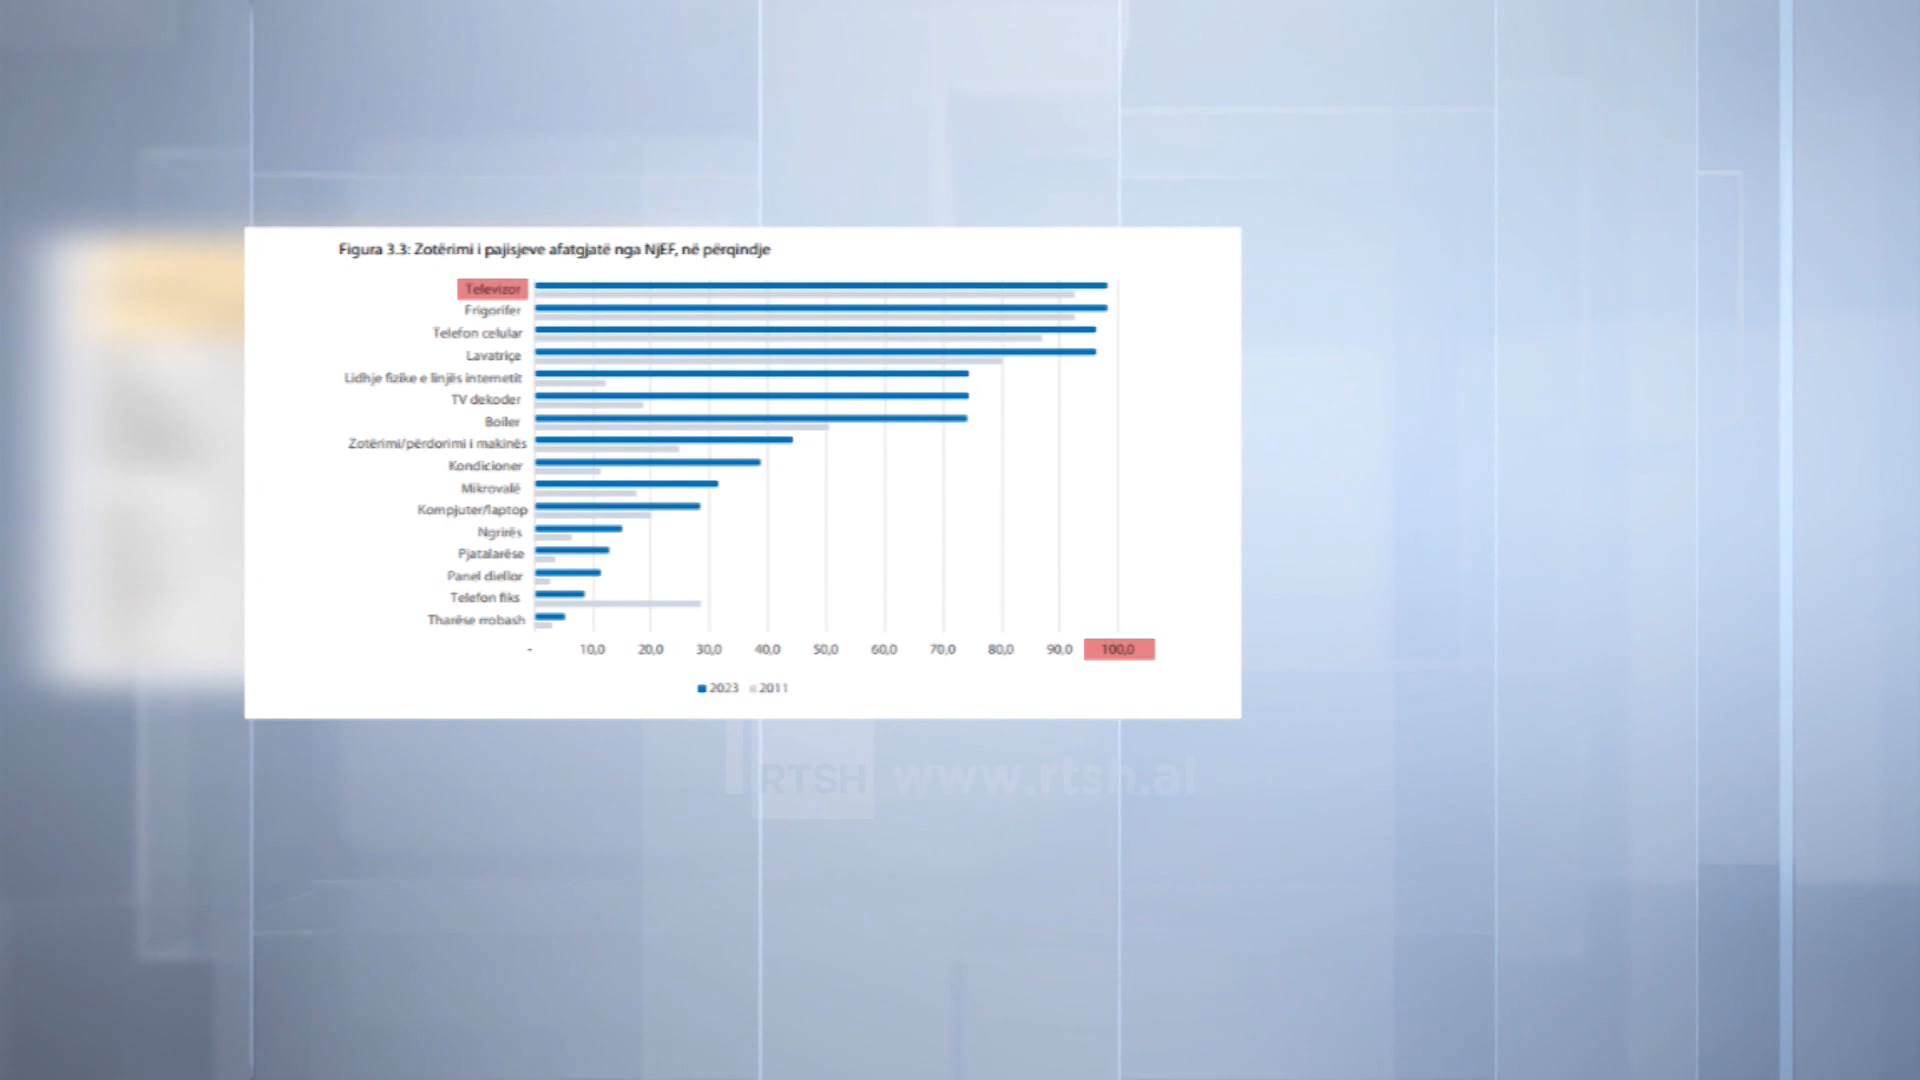 Figura 3.3: Zotërimi i pajisjeve afatgjatë nga NjEF, në përqindje
Televizor
Frigorifer
Telefon celular
Lavatriçe
Lidhje fizike e linjës internetit
TV dekoder
Boiler
Zotërimi/përdorimi i makinës
Kondicioner
Mikrovalë
Kompjuter/laptop
Ngrirës
Pjatalarëse
Panel diellor
Telefon fiks
Tharëse rrobash
- 10,0 20,0 30,0 40,0 50,0 60,0 70,0 80,0 90,0 100,0
2023 2011
RTSH www.rtsh.al